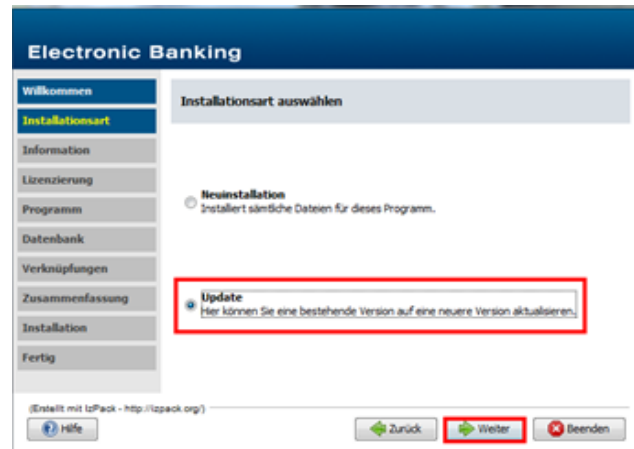 Electronic Banking
Willkommen
Installationsart
Information
Lizenzierung
Programm
Datenbank
Verknüpfungen
Zusammenfassung
Installation
Fertig
Installationsart auswählen
Neuinstallation
Installiert sämtliche Dateien für dieses Programm.
Update
Hier können Sie eine bestehende Version auf eine neuere Version aktualisieren.
(Erstellt mit IzPack - http://izpack.org/)
Hilfe
Zurück
Weiter
Beenden